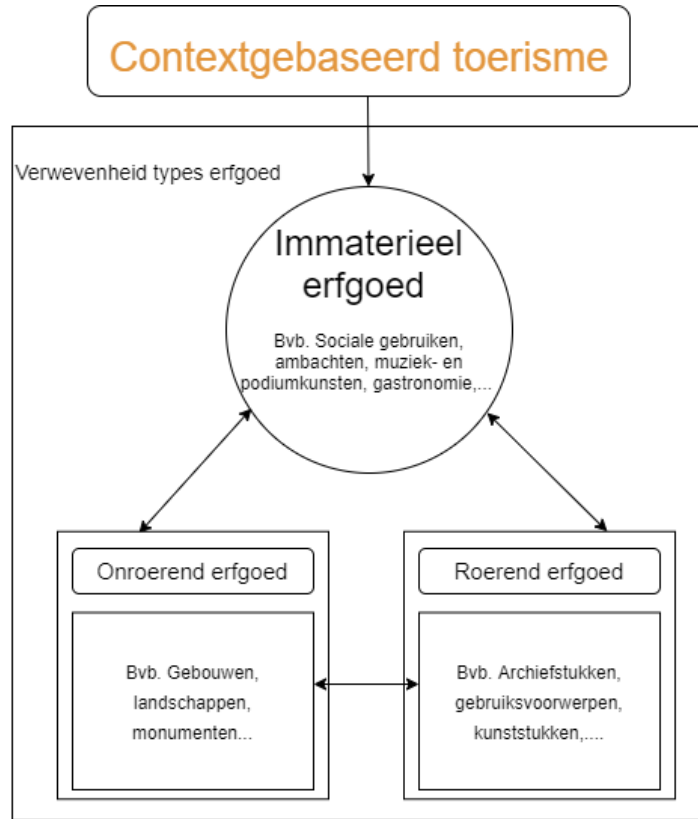 Contextgebaseerd toerisme
Verwevenheid types erfgoed
Immaterieel
erfgoed
Bvb. Sociale gebruiken,
ambachten, muziek- en
podiumkunsten, gastronomie,...
Onroerend erfgoed
Bvb. Gebouwen,
landschappen,
monumenten...
Roerend erfgoed
Bvb. Archiefstukken,
gebruiksvoorwerpen,
kunststukken,....